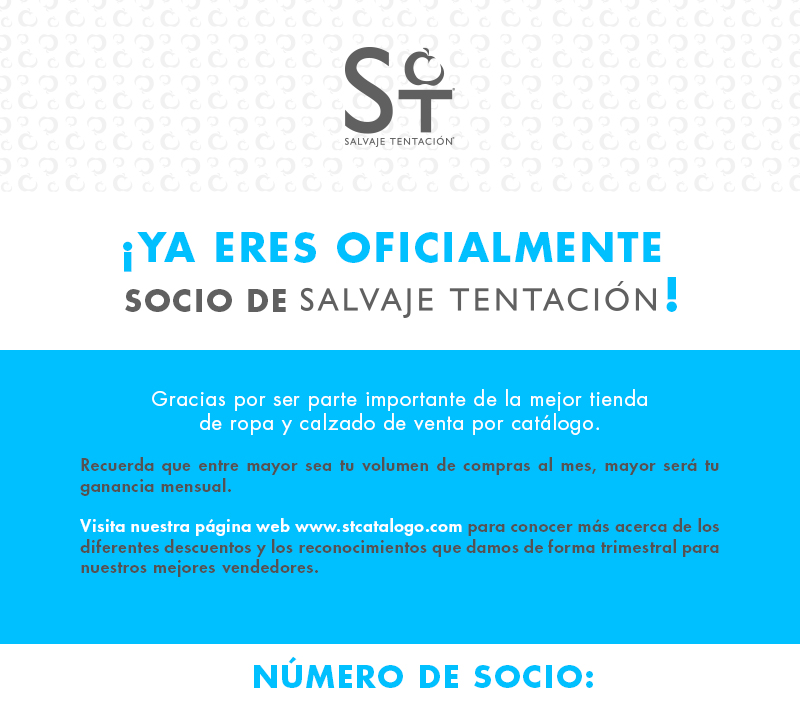 ST
SALVAJE TENTACIÓN
¡YA ERES OFICIALMENTE
SOCIO DE SALVAJE TENTACIÓN!
Gracias por ser parte importante de la mejor tienda
de ropa y calzado de venta por catálogo.
Recuerda que entre mayor sea tu volumen de compras al mes, mayor será tu
ganancia mensual.
Visita nuestra página web www.stcatalogo.com para conocer más acerca de los
diferentes descuentos y los reconocimientos que damos de forma trimestral para
nuestros mejores vendedores.
NÚMERO DE SOCIO: